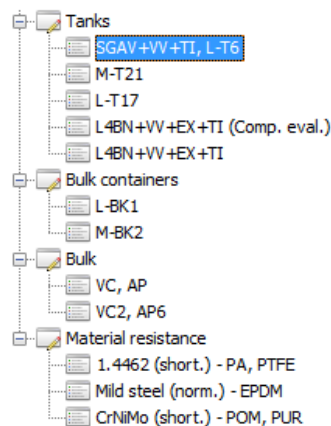 Tanks
SGAV+VV+TI, L-T6
M-T21
L-T17
L4BN+VV+EX+TI (Comp. eval.)
L4BN+VV+EX+TI
Bulk containers
L-BK1
M-BK2
Bulk
VC, AP
VC2, AP6
Material resistance
1.4462 (short.) - PA, PTFE
Mild steel (norm.) - EPDM
CrNiMo (short.) - POM, PUR